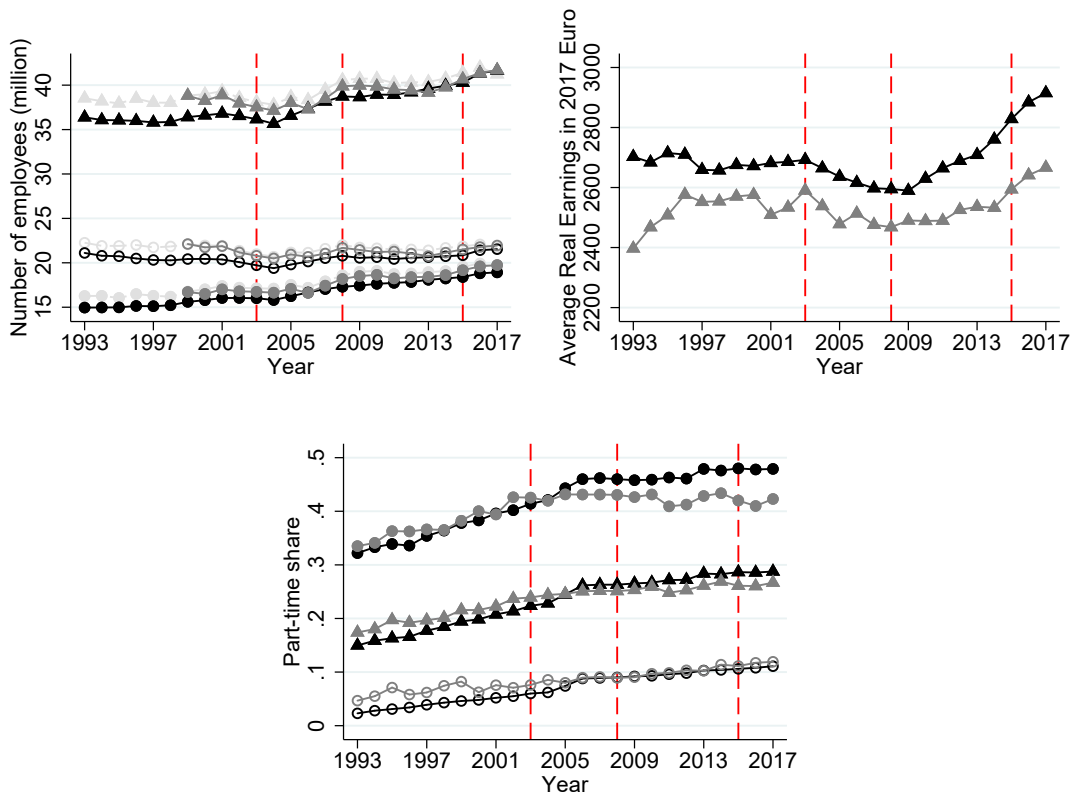 Number of employees (million)
40
35
30
25
20
15
1993 1997 2001 2005 2009 2013 2017
Year
Average Real Earnings in 2017 Euro
3000
2800
2600
2400
2200
1993 1997 2001 2005 2009 2013 2017
Year
Part-time share
.5
.4
.3
.2
.1
0
1993 1997 2001 2005 2009 2013 2017
Year